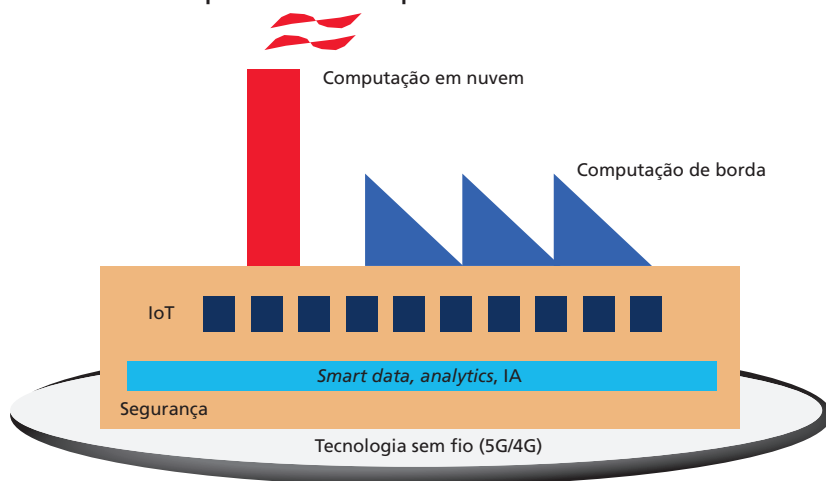 Computação em nuvem
Computação de borda
IoT
Smart data, analytics, IA
Segurança
Tecnologia sem fio (5G/4G)